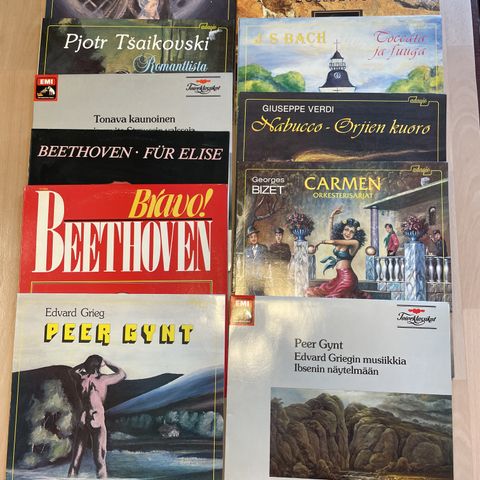 Pjotr Tšaikovski
Romanttista
adagio
J.S BACH
Toccata
ja fuuga
EMI
Toiveklassikot
Tonava kaunoinen
GIUSEPPE VERDI
adagio
Nabucco - Orjien kuoro
BEETHOVEN · FÜR ELISE
Georges
BIZET
CARMEN
ORKESTERISARJAT
adagio
Bravo!
BEETHOVEN
Edvard Grieg
PEER GYNT
EMI
Toiveklassikot
Peer Gynt
Edvard Griegin musiikkia
Ibsenin näytelmään